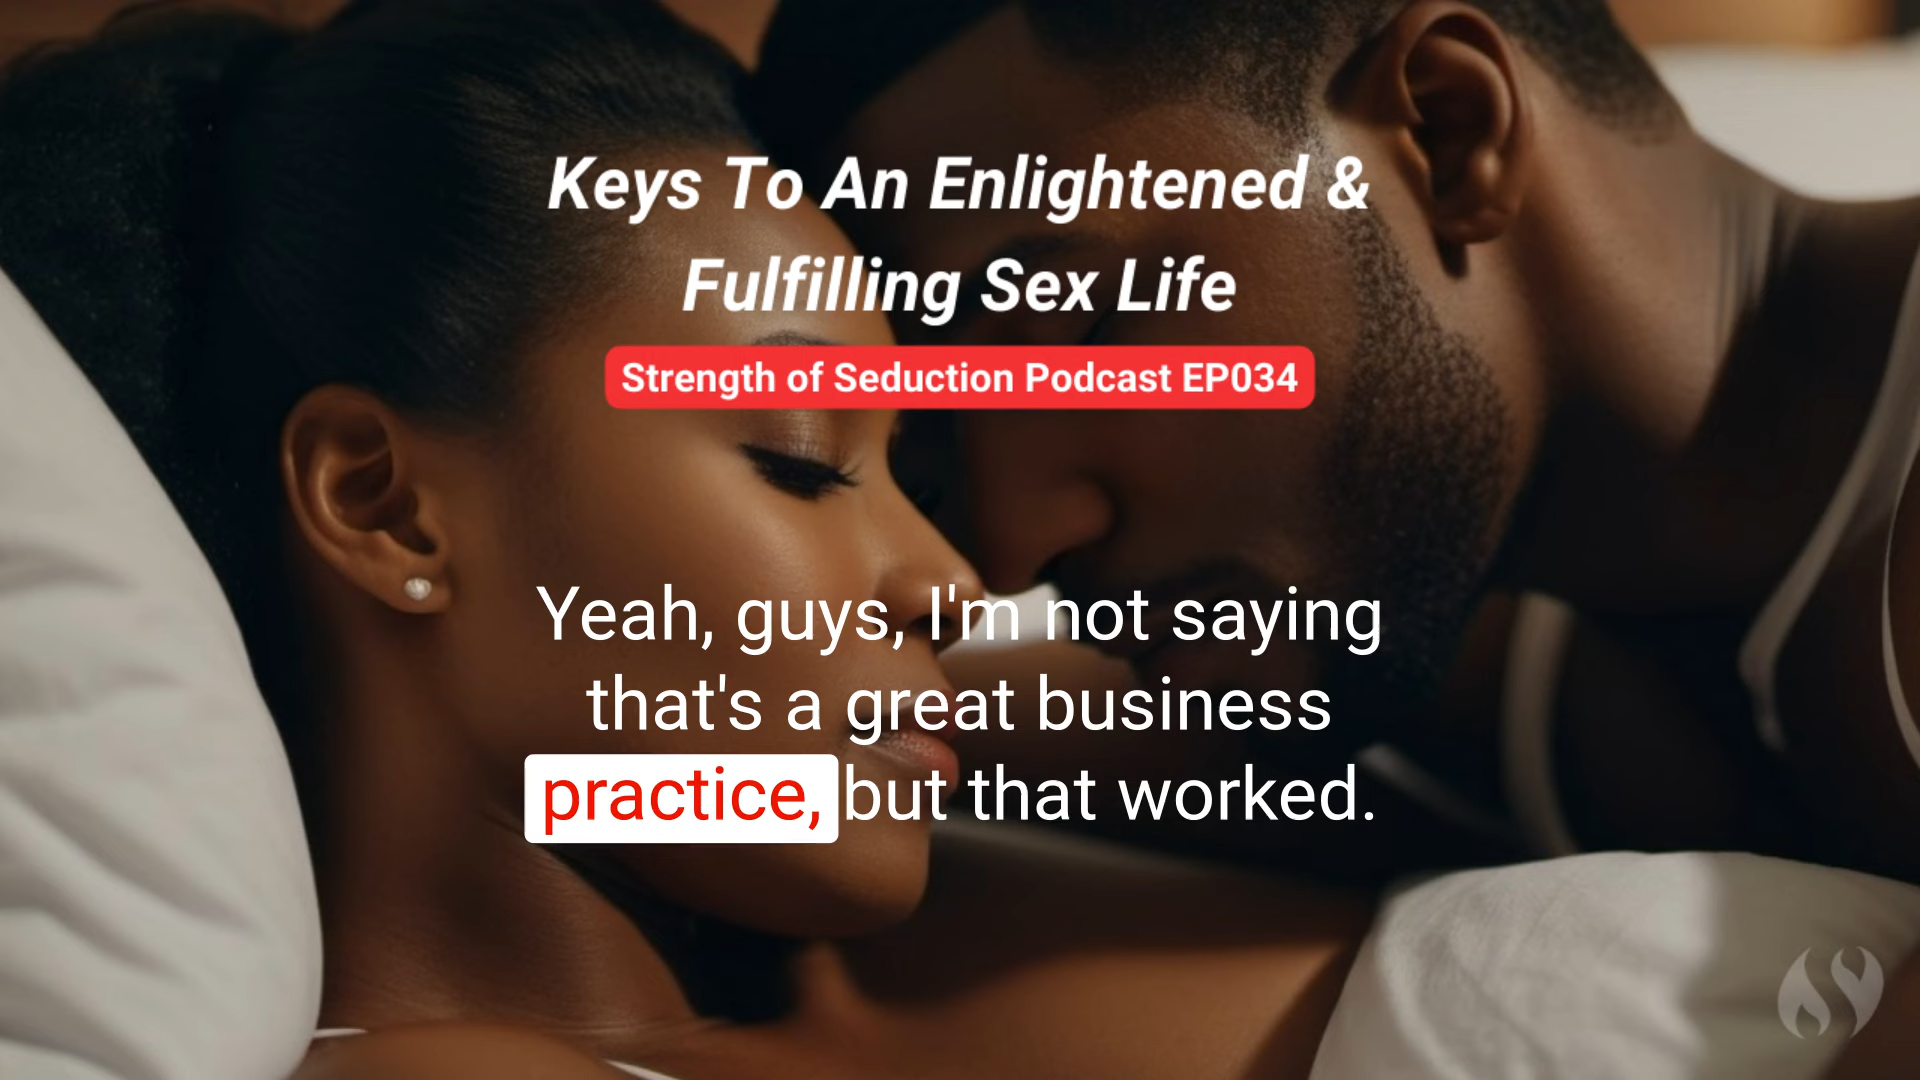 Keys To An Enlightened &
Fulfilling Sex Life
Strength of Seduction Podcast EP034
Yeah, guys, I'm not saying
that's a great business
practice, but that worked.